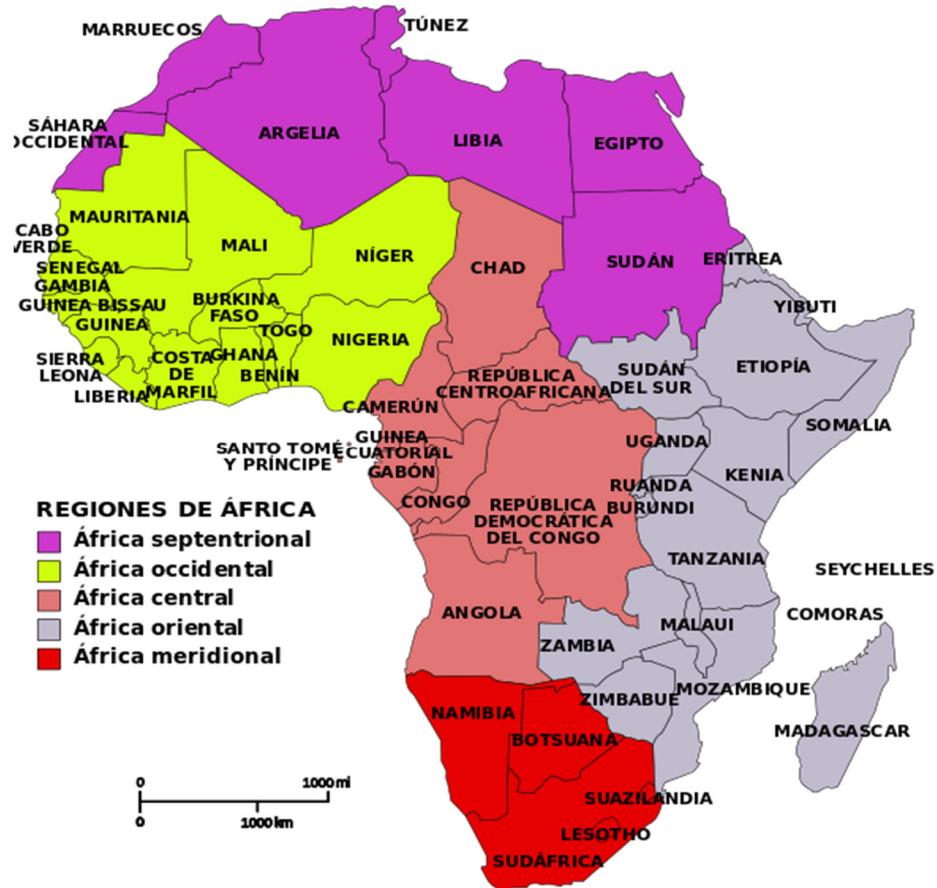 MARRUECOS
TÚNEZ
SÁHARA
OCCIDENTAL
ARGELIA
LIBIA
EGIPTO
MAURITANIA
MALI
NÍGER
CHAD
SUDÁN
ERITREA
CABO
VERDE
SENEGAL
GAMBIA
GUINEA BISSAU
GUINEA
BURKINA
FASO
TOGO
NIGERIA
YIBUTI
SIERRA
LEONA
COSTA
DE
MARFIL
GHANA
BENÍN
LIBERIA
REPÚBLICA
CENTROAFRICANA
SUDÁN
DEL SUR
ETIOPÍA
SOMALIA
CAMERÚN
GUINEA
ECUATORIAL
SANTO TOMÉ
Y PRÍNCIPE
GABÓN
CONGO
REPÚBLICA
DEMOCRÁTICA
DEL CONGO
UGANDA
KENIA
RUANDA
BURUNDI
TANZANIA
SEYCHELLES
COMORAS
ANGOLA
ZAMBIA
MALAUI
MOZAMBIQUE
ZIMBABUE
MADAGASCAR
NAMIBIA
BOTSUANA
SUAZILANDIA
LESOTHO
SUDÁFRICA
REGIONES DE ÁFRICA
África septentrional
África occidental
África central
África oriental
África meridional
0 1000 mi
0 1000 km